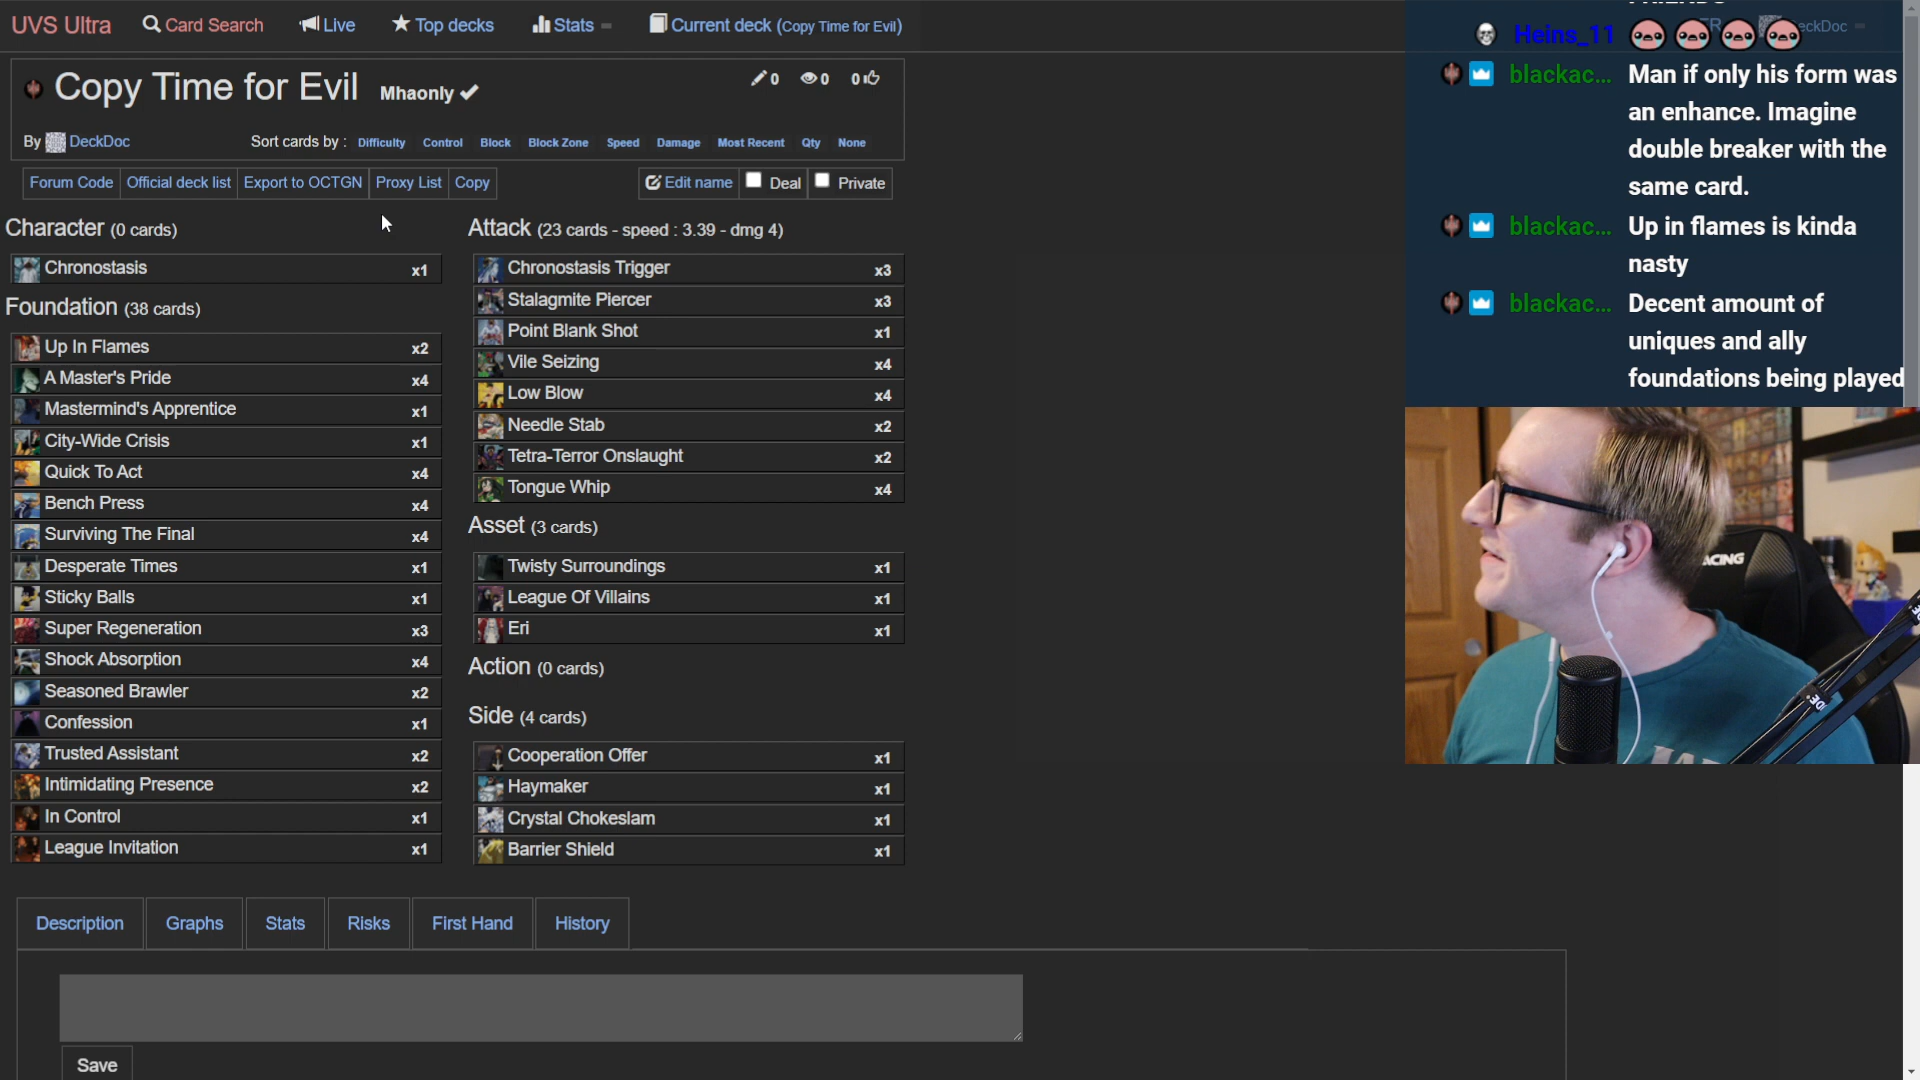 UVS Ultra Card Search Live Top decks Stats Current deck (Copy Time for Evil)
Copy Time for Evil Mhaonly 0 0 0
By DeckDoc Sort cards by : Difficulty Control Block Block Zone Speed Damage Most Recent Qty None
Forum Code Official deck list Export to OCTGN Proxy List Copy Edit name Deal Private
Character (0 cards)
Chronostasis x1
Foundation (38 cards)
Up In Flames x2
A Master's Pride x4
Mastermind's Apprentice x1
City-Wide Crisis x1
Quick To Act x4
Bench Press x4
Surviving The Final x4
Desperate Times x1
Sticky Balls x1
Super Regeneration x3
Shock Absorption x4
Seasoned Brawler x2
Confession x1
Trusted Assistant x2
Intimidating Presence x2
In Control x1
League Invitation x1
Attack (23 cards - speed : 3.39 - dmg 4)
Chronostasis Trigger x3
Stalagmite Piercer x3
Point Blank Shot x1
Vile Seizing x4
Low Blow x4
Needle Stab x2
Tetra-Terror Onslaught x2
Tongue Whip x4
Asset (3 cards)
Twisty Surroundings x1
League Of Villains x1
Eri x1
Action (0 cards)
Side (4 cards)
Cooperation Offer x1
Haymaker x1
Crystal Chokeslam x1
Barrier Shield x1
Description Graphs Stats Risks First Hand History
Save
Heins_11
blackac... Man if only his form was
an enhance. Imagine
double breaker with the
same card.
blackac... Up in flames is kinda
nasty
blackac... Decent amount of
uniques and ally
foundations being played
ACING